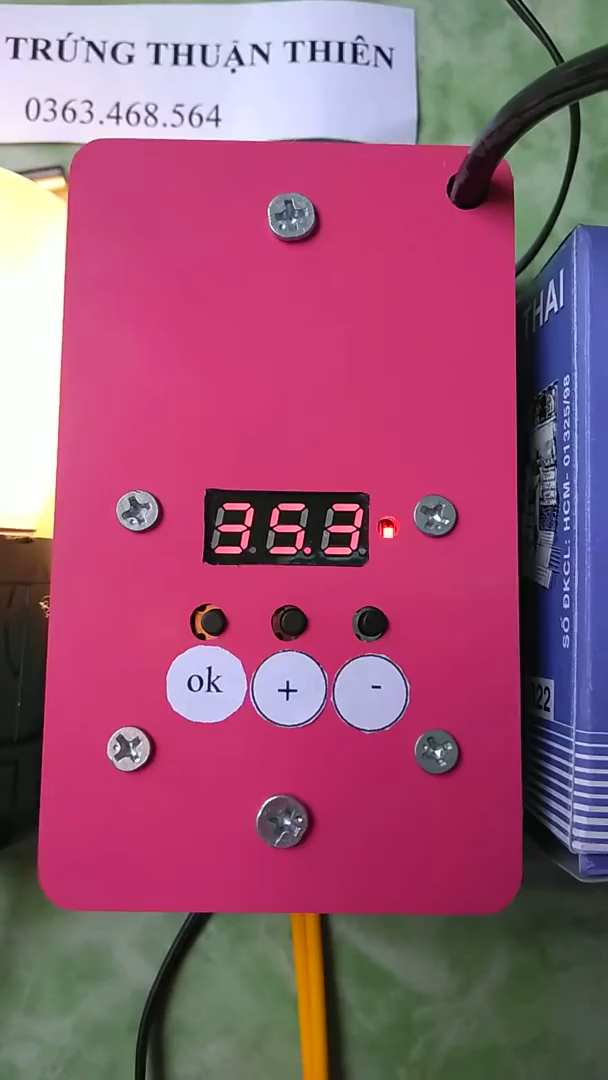 TRỨNG THUẬN THIÊN
0363.468.564
THAI
SỐ ĐKCL: HCM- 01325/98
35.3
ok
+
-
22